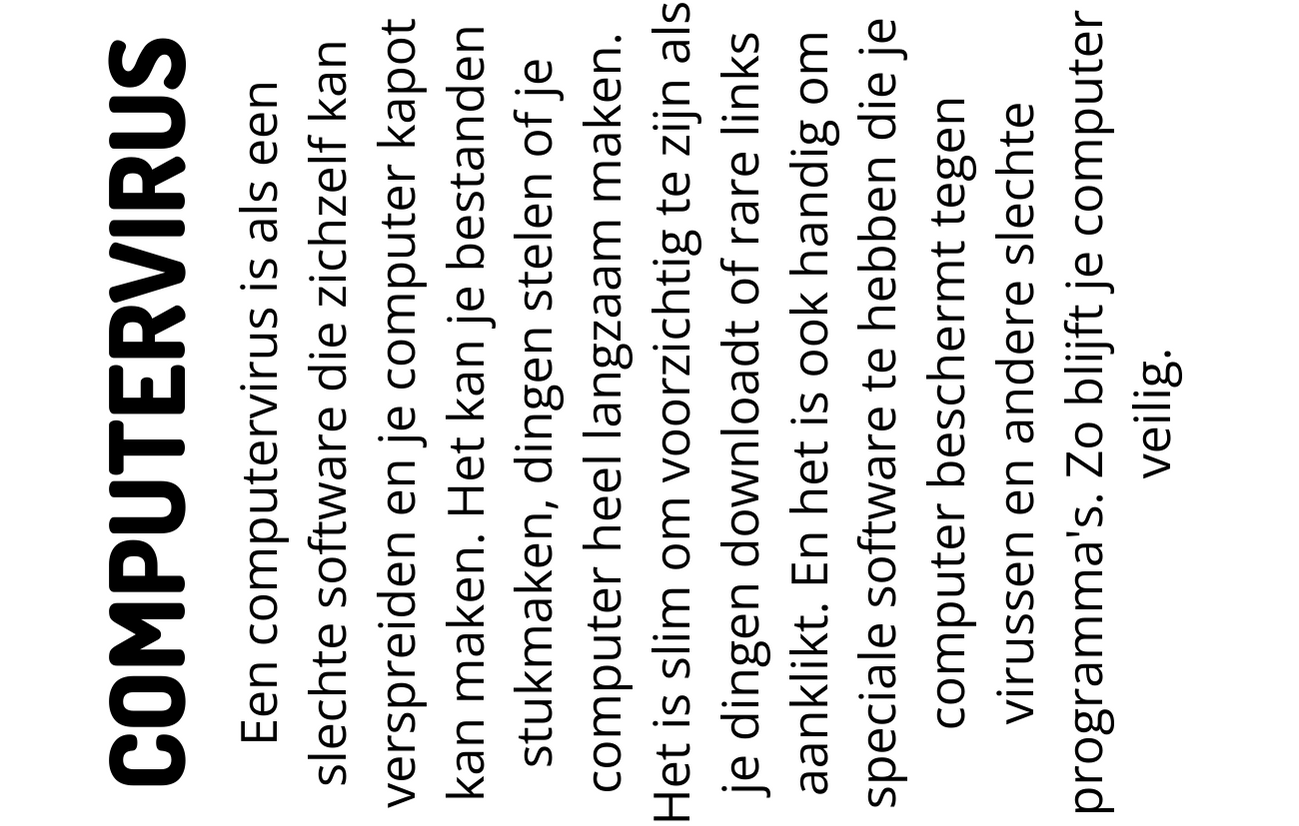 COMPUTERVIRUS
Een computervirus is als een
slechte software die zichzelf kan
verspreiden en je computer kapot
kan maken. Het kan je bestanden
stukmaken, dingen stelen of je
computer heel langzaam maken.
Het is slim om voorzichtig te zijn als
je dingen downloadt of rare links
aanklikt. En het is ook handig om
speciale software te hebben die je
computer beschermt tegen
virussen en andere slechte
programma's. Zo blijft je computer
veilig.